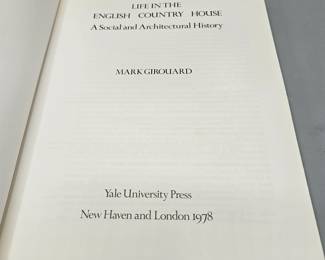 LIFE IN THE
ENGLISH COUNTRY HOUSE
A Social and Architectural History
MARK GIROUARD
Yale University Press
New Haven and London 1978